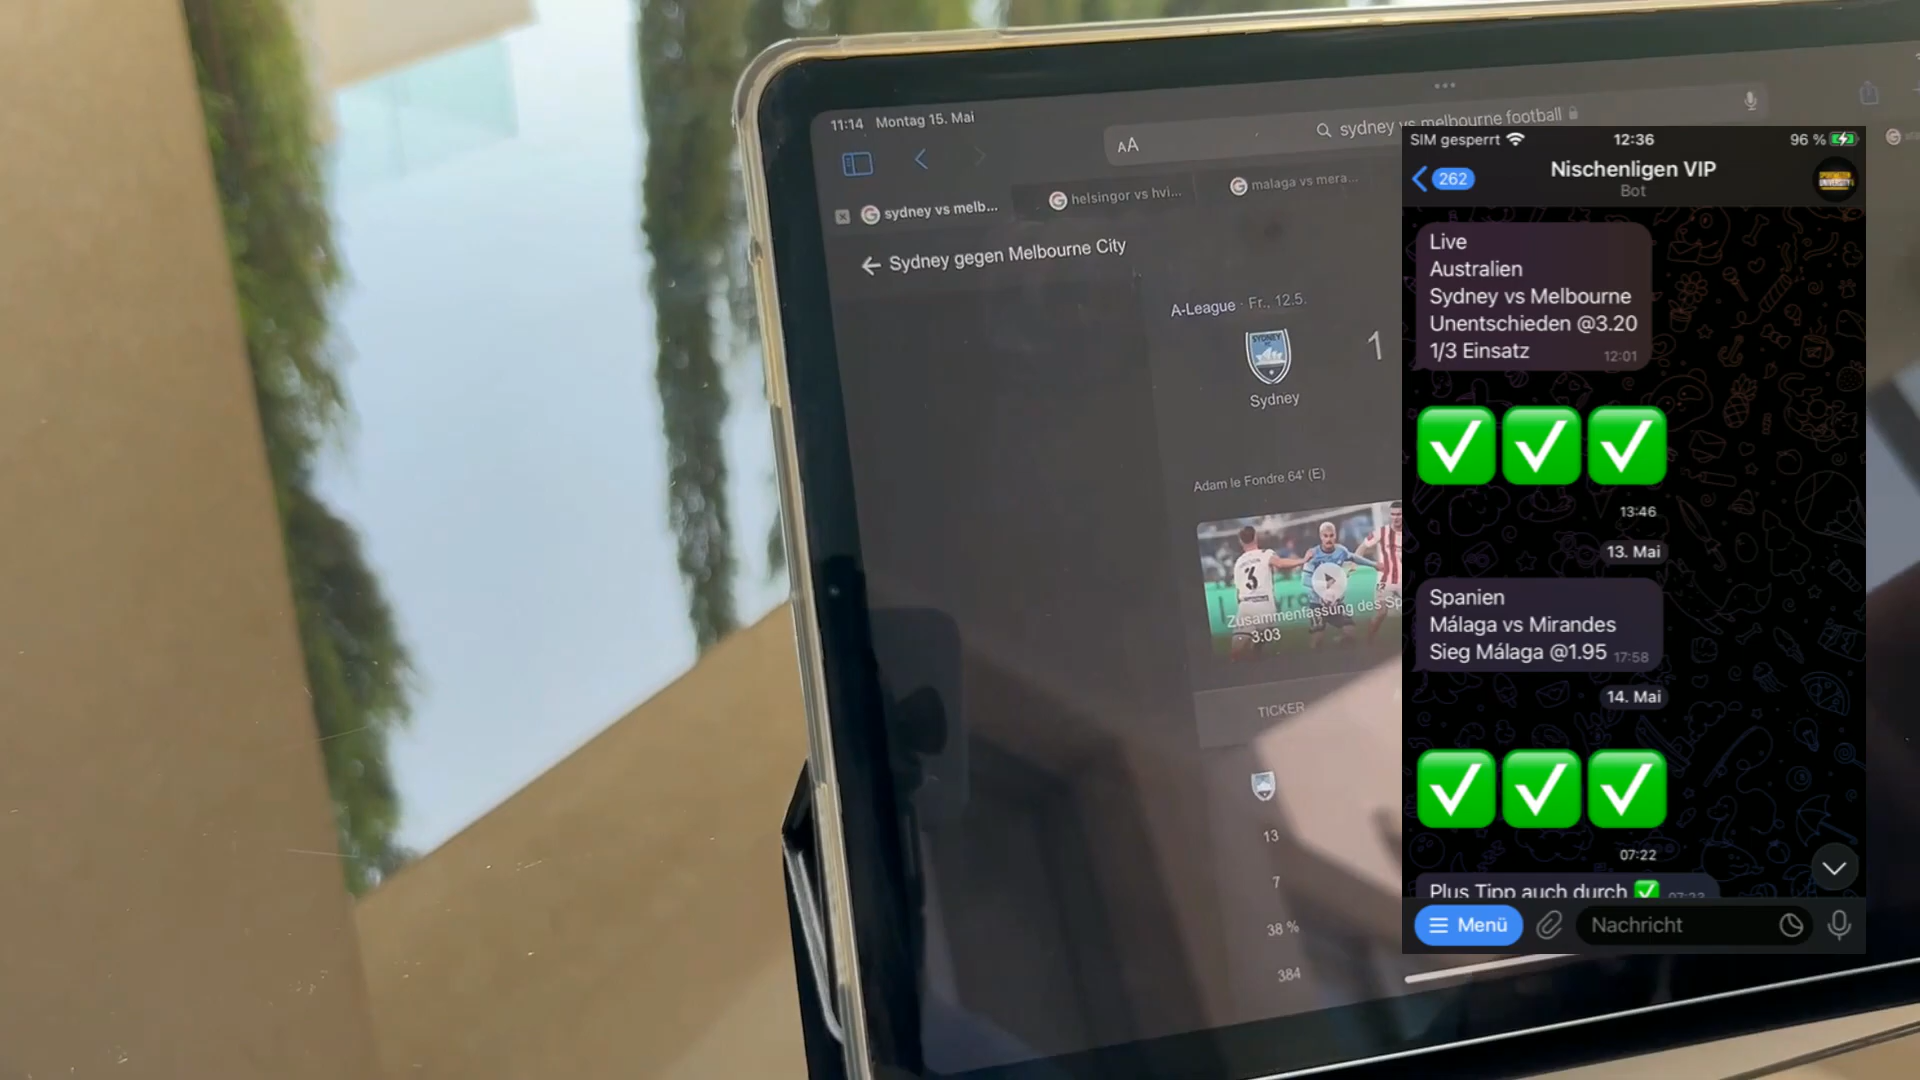 11:14 Montag 15. Mai
AA
sydney vs melbourne football
sydney vs melb...
helsingor vs hvi...
malaga vs mera...
Sydney gegen Melbourne City
A-League · Fr., 12.5.
SYDNEY
1
Sydney
Adam le Fondre 64' (E)
3
Zusammenfassung des Sp
3:03
TICKER
13
7
38 %
384
SIM gesperrt 12:36 96 %
262
Nischenligen VIP
Bot
Live
Australien
Sydney vs Melbourne
Unentschieden @3.20
1/3 Einsatz
12:01
13:46
13. Mai
Spanien
Málaga vs Mirandes
Sieg Málaga @1.95 17:58
14. Mai
07:22
Plus Tipp auch durch ✅ 07:23
Menü
Nachricht